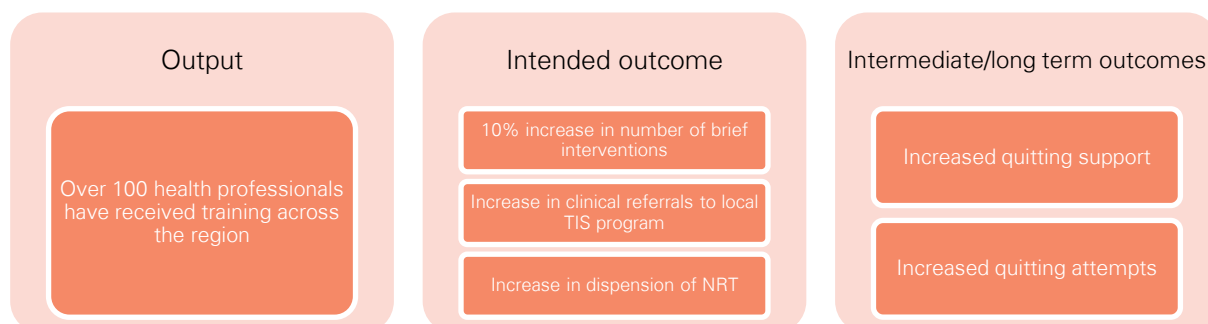 Output
Over 100 health professionals
have received training across
the region
Intended outcome
10% increase in number of brief
interventions
Increase in clinical referrals to local
TIS program
Increase in dispension of NRT
Intermediate/long term outcomes
Increased quitting support
Increased quitting attempts